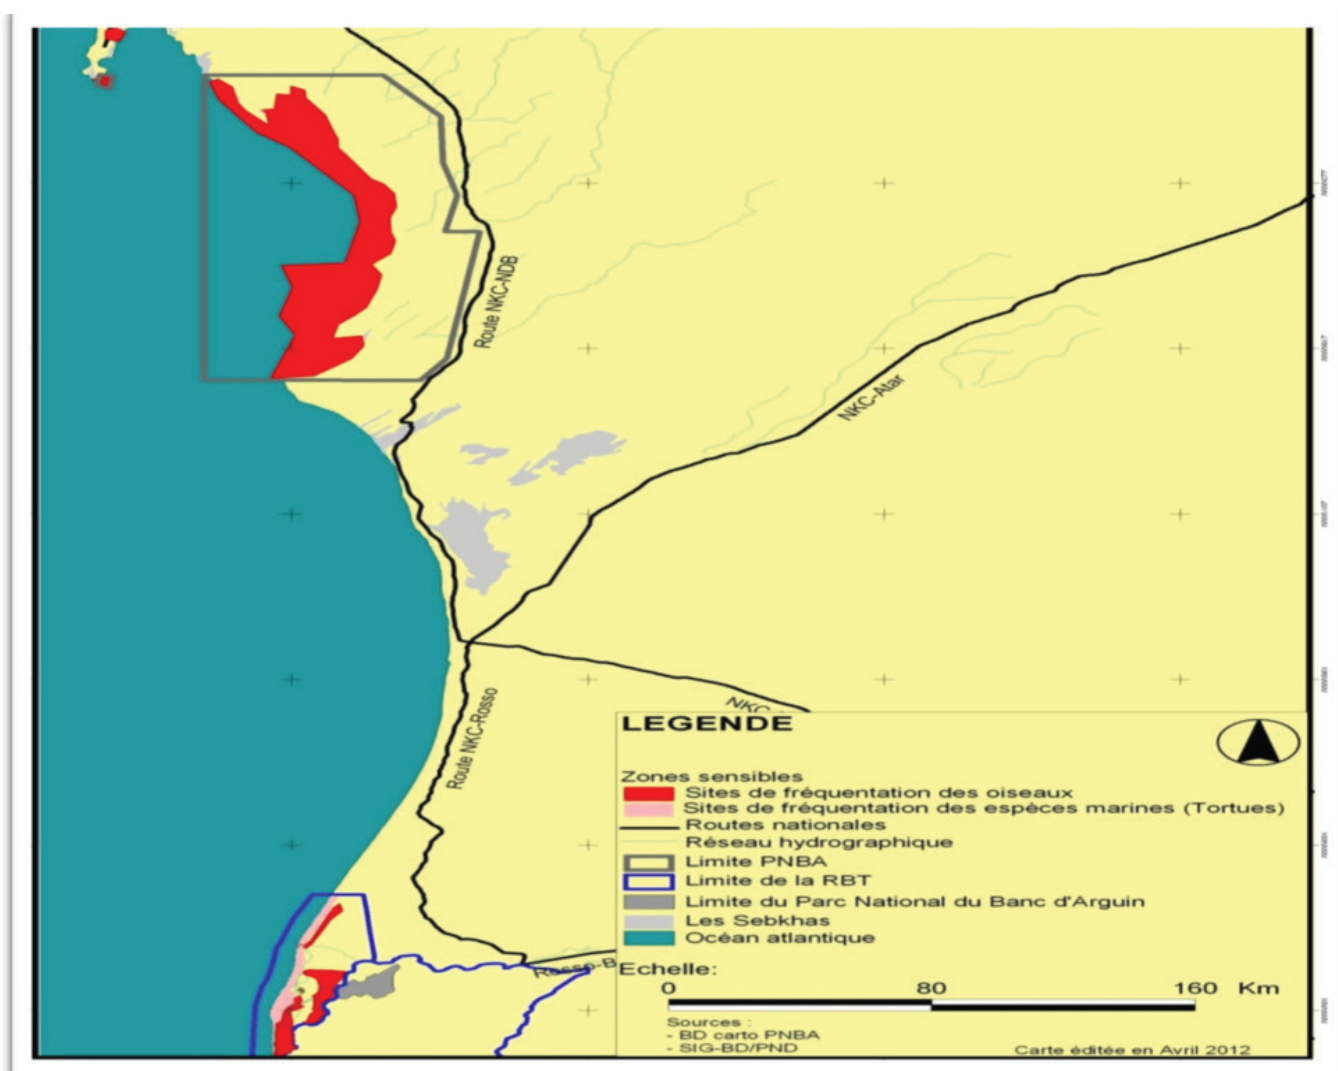 Route NKC-NDB
NKC-Atar
Route NKC-Rosso
NKC-
Rosso-B
LEGENDE
Zones sensibles
Sites de fréquentation des oiseaux
Sites de fréquentation des espèces marines (Tortues)
Routes nationales
Réseau hydrographique
Limite PNBA
Limite de la RBT
Limite du Parc National du Banc d'Arguin
Les Sebkhas
Océan atlantique
Echelle:
0 80 160 Km
Sources :
- BD carto PNBA
- SIG-BD/PND
Carte éditée en Avril 2012